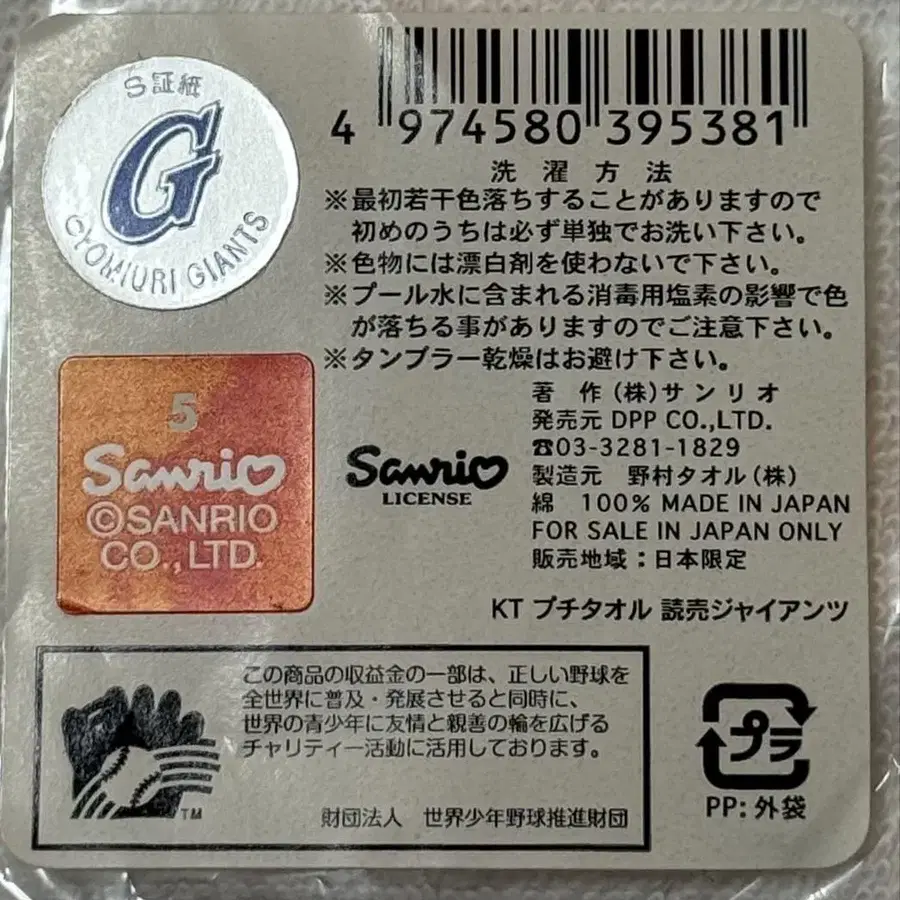 S証紙
G
©YOMIURI GIANTS
4 974580 395381
洗濯方法
※最初若干色落ちすることがありますので
初めのうちは必ず単独でお洗い下さい。
※色物には漂白剤を使わないで下さい。
※プール水に含まれる消毒用塩素の影響で色
が落ちる事がありますのでご注意下さい。
※タンブラー乾燥はお避け下さい。
著 作 (株)サンリオ
発売元 DPP CO.,LTD.
☎03-3281-1829
製造元 野村タオル(株)
綿 100% MADE IN JAPAN
FOR SALE IN JAPAN ONLY
販売地域:日本限定
5
Sanrio
©SANRIO
CO.,LTD.
Sanrio
LICENSE
KT プチタオル 読売ジャイアンツ
この商品の収益金の一部は、正しい野球を
全世界に普及・発展させると同時に、
世界の青少年に友情と親善の輪を広げる
チャリティー活動に活用しております。
TM
財団法人 世界少年野球推進財団
プラ
PP:外袋